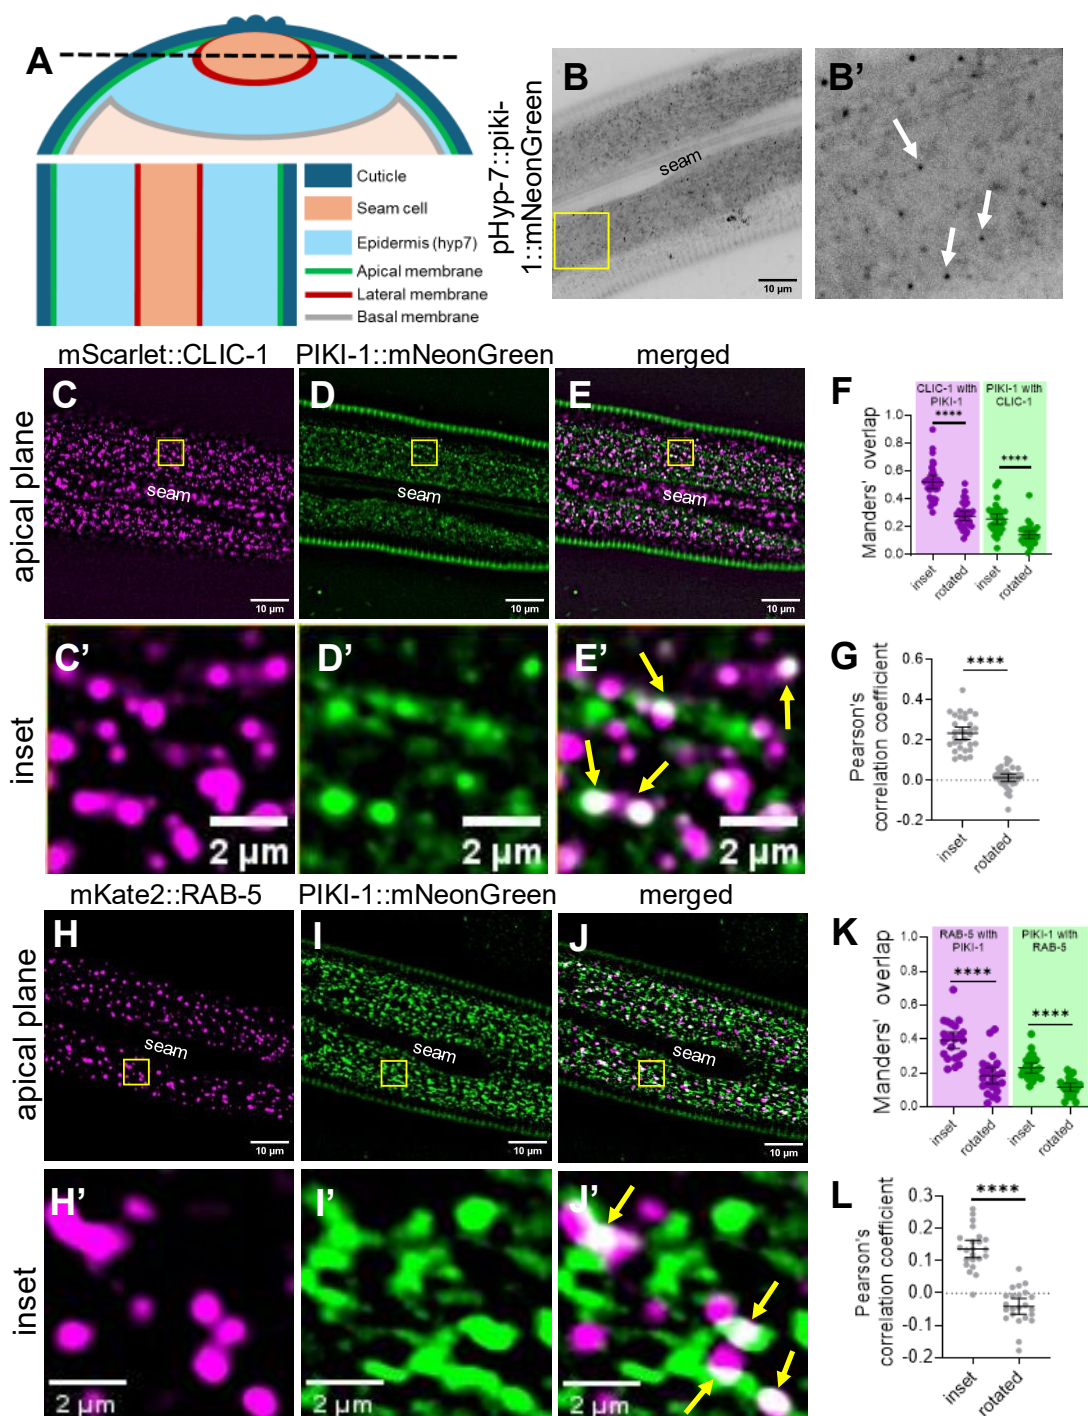 A
Cuticle
Seam cell
Epidermis (hyp7)
Apical membrane
Lateral membrane
Basal membrane
pHyp-7::piki-
1::mNeonGreen
B
seam
10 µm
B’
mScarlet::CLIC-1
PIKI-1::mNeonGreen
merged
apical plane
C
seam
10 µm
D
seam
10 µm
E
seam
10 µm
F
CLIC-1 with
PIKI-1
PIKI-1 with
CLIC-1
Manders' overlap
1.0
0.8
0.6
0.4
0.2
0.0
****
****
inset
rotated
inset
rotated
inset
C’
2 µm
D’
2 µm
E’
2 µm
G
Pearson's
correlation coefficient
0.6
0.4
0.2
0.0
-0.2
****
inset
rotated
mKate2::RAB-5
PIKI-1::mNeonGreen
merged
apical plane
H
seam
10 µm
I
seam
10 µm
J
seam
10 µm
K
RAB-5 with
PIKI-1
PIKI-1 with
RAB-5
Manders' overlap
1.0
0.8
0.6
0.4
0.2
0.0
****
****
inset
rotated
inset
rotated
inset
H’
2 µm
I’
2 µm
J’
2 µm
L
Pearson's
correlation coefficient
0.3
0.2
0.1
0.0
-0.1
-0.2
****
inset
rotated